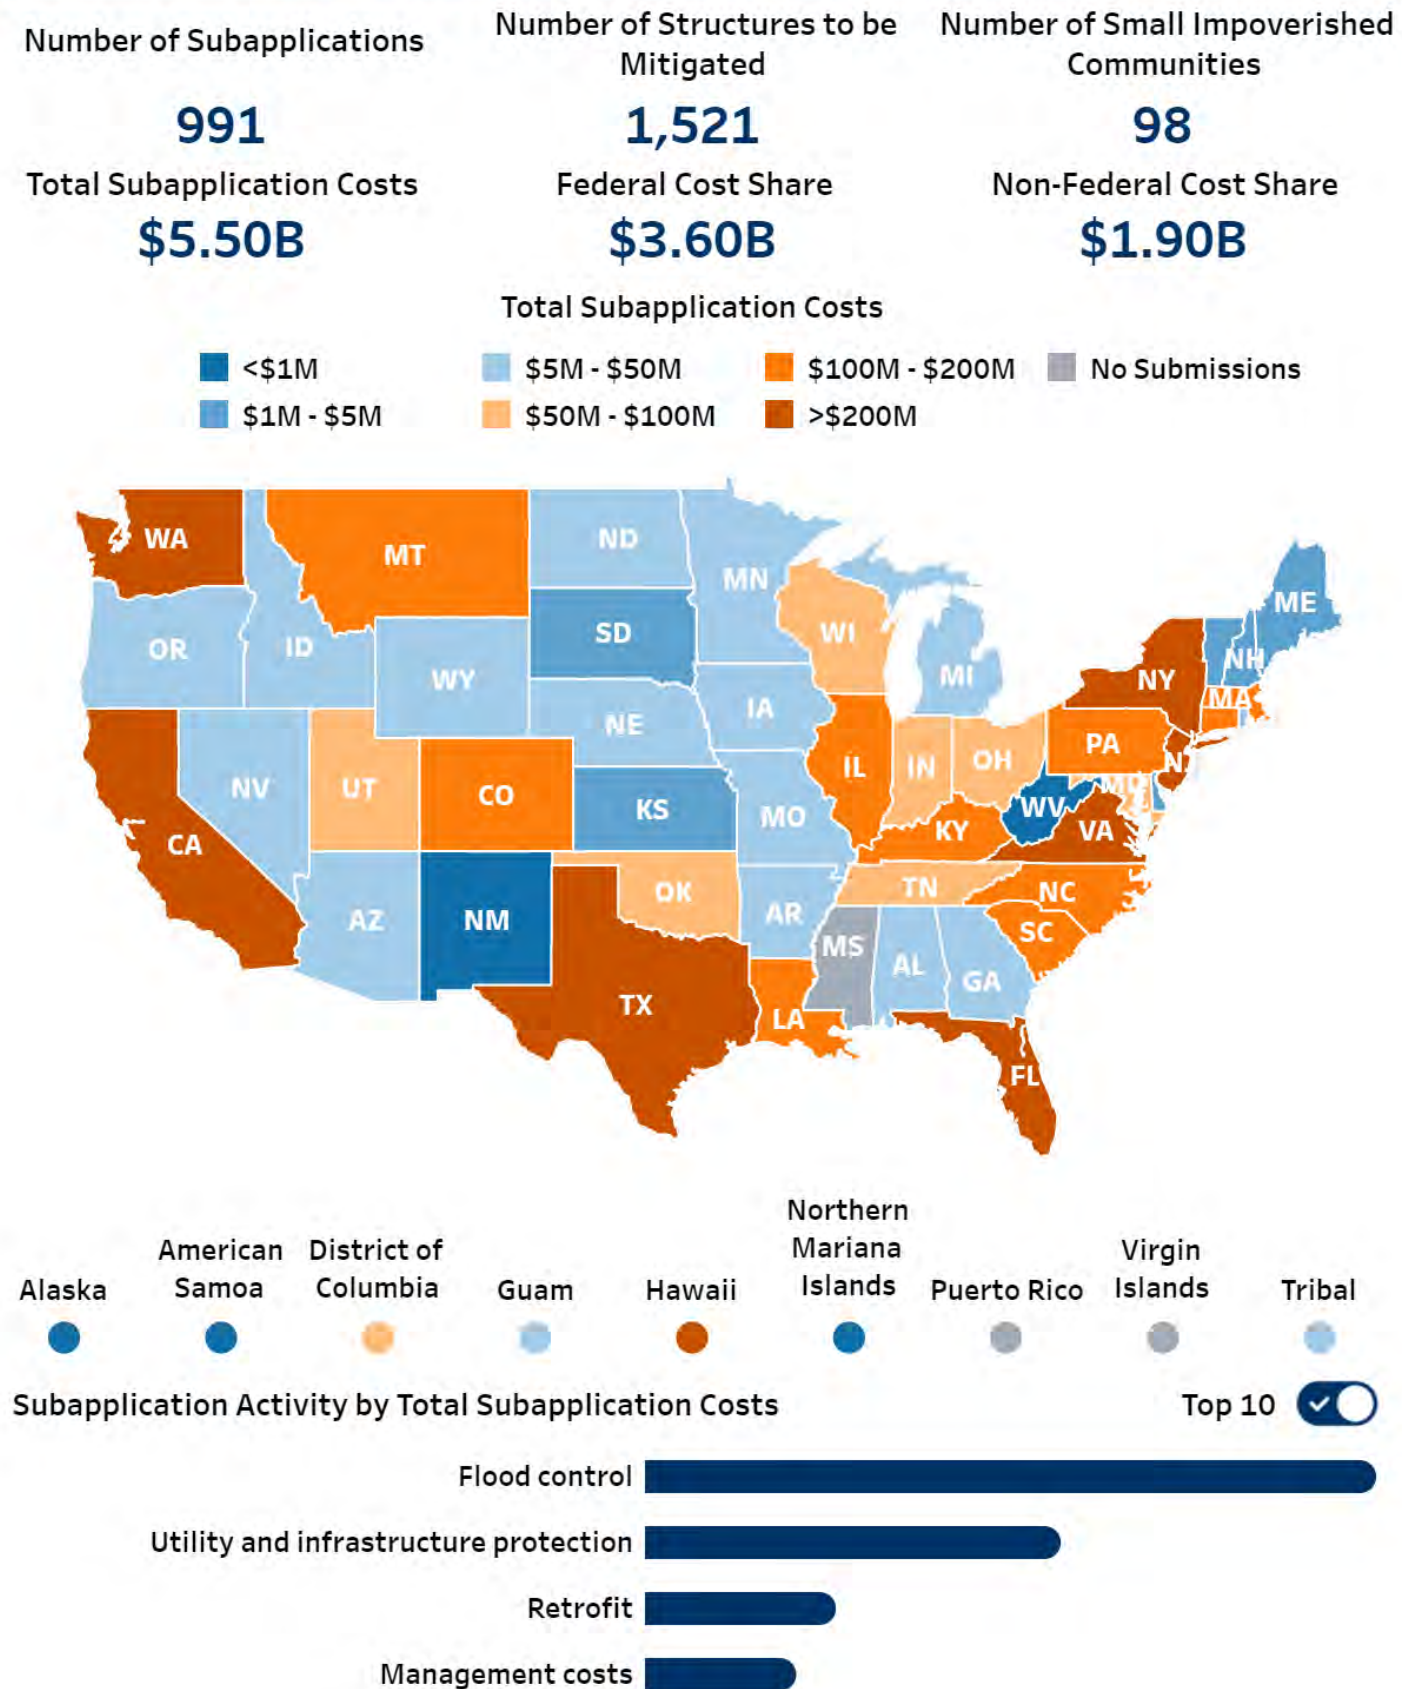 Number of Subapplications
991
Number of Structures to be
Mitigated
1,521
Number of Small Impoverished
Communities
98
Total Subapplication Costs
$5.50B
Federal Cost Share
$3.60B
Non-Federal Cost Share
$1.90B
Total Subapplication Costs
<$1M
$5M - $50M
$100M - $200M
No Submissions
$1M - $5M
$50M - $100M
>$200M
WA
MT
ND
MN
ME
OR
ID
SD
WI
NH
WY
MI
NY
MA
NE
IA
PA
NV
UT
CO
IL
IN
OH
NJ
KS
MO
WV
MD
CA
KY
VA
AZ
NM
OK
AR
TN
NC
MS
AL
GA
SC
TX
LA
FL
Alaska
American
Samoa
District of
Columbia
Guam
Hawaii
Northern
Mariana
Islands
Puerto Rico
Virgin
Islands
Tribal
Subapplication Activity by Total Subapplication Costs
Top 10
Flood control
Utility and infrastructure protection
Retrofit
Management costs